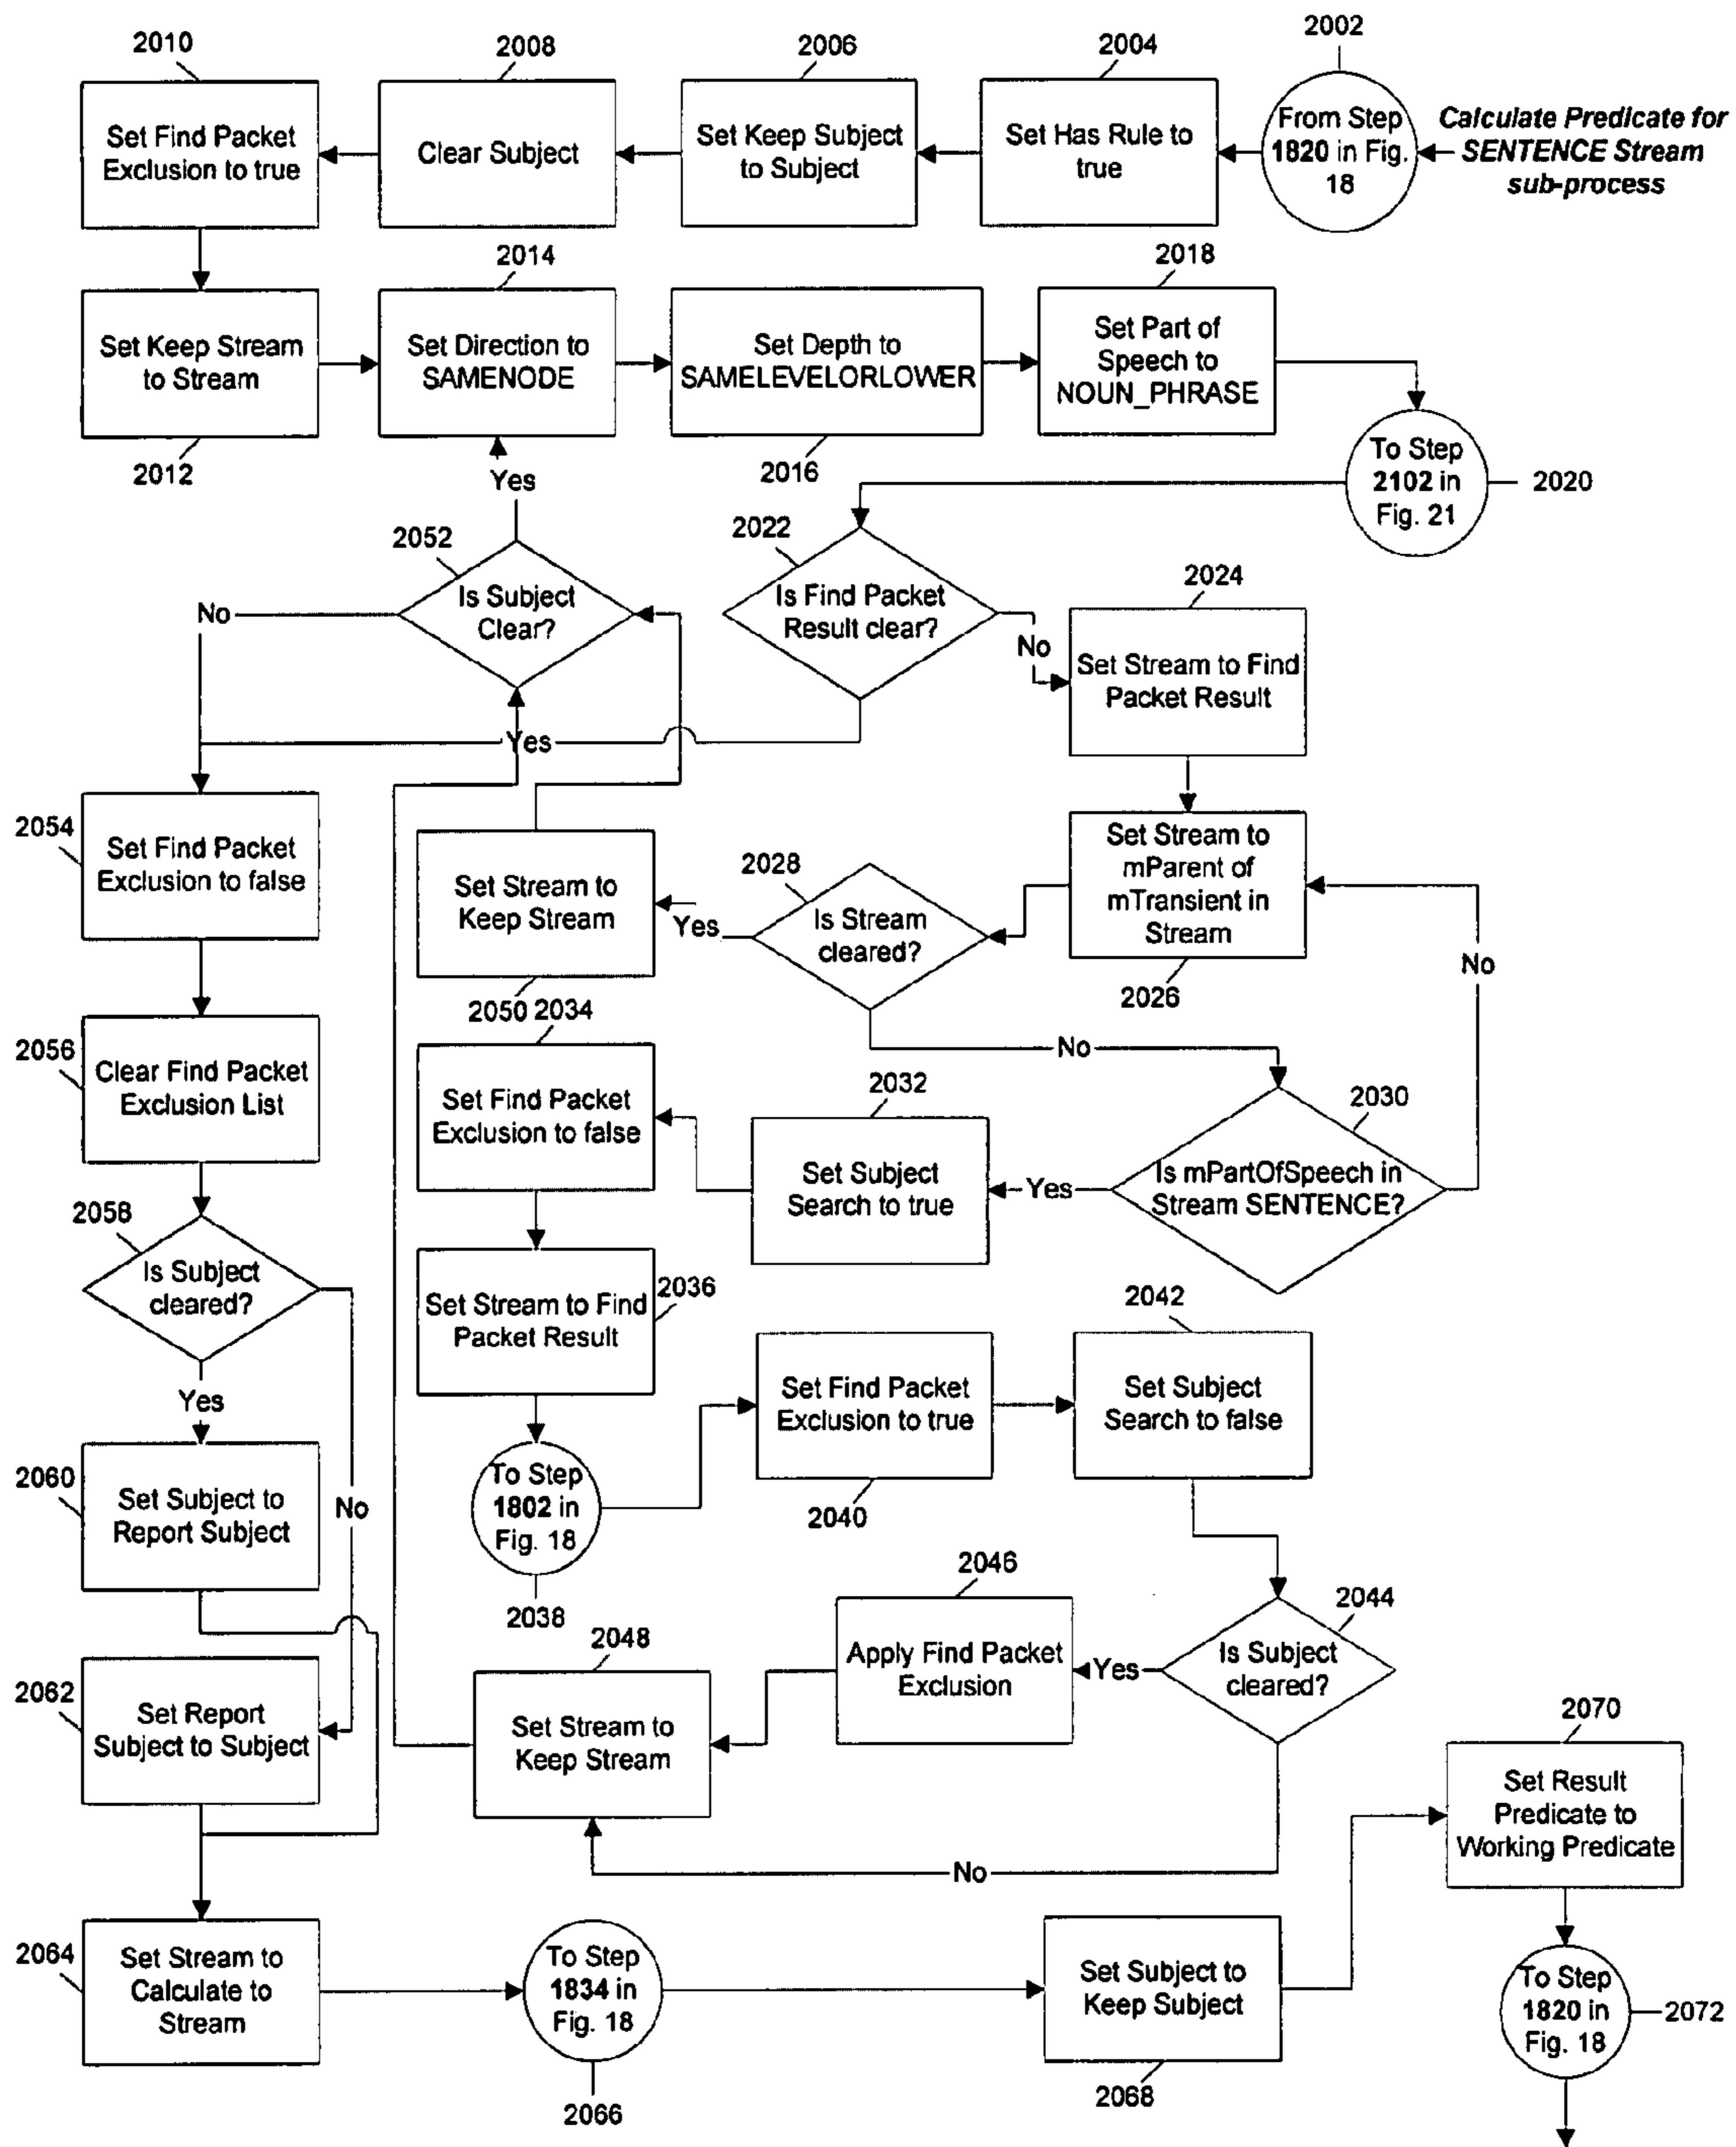 2010
2008
2006
2004
2002
Set Find Packet
Exclusion to true
Clear Subject
Set Keep Subject
to Subject
Set Has Rule to
true
From Step
1820 in Fig.
18
Calculate Predicate for
SENTENCE Stream
sub-process
2014
2018
Set Keep Stream
to Stream
Set Direction to
SAMENODE
Set Depth to
SAMELEVELORLOWER
Set Part of
Speech to
NOUN_PHRASE
2012
2016
Yes
To Step
2102 in
Fig. 21
2020
2052
2022
2024
No
Is Subject
Clear?
Is Find Packet
Result clear?
No
Set Stream to Find
Packet Result
Yes
2054
Set Find Packet
Exclusion to false
Set Stream to
Keep Stream
Yes
2028
Is Stream
cleared?
Set Stream to
mParent of
mTransient in
Stream
No
2026
2050
2034
No
2056
Clear Find Packet
Exclusion List
Set Find Packet
Exclusion to false
2032
Set Subject
Search to true
Yes
2030
Is mPartOfSpeech in
Stream SENTENCE?
2058
Is Subject
cleared?
Set Stream to Find
Packet Result
2036
2042
Yes
Set Find Packet
Exclusion to true
Set Subject
Search to false
2060
Set Subject to
Report Subject
No
To Step
1802 in
Fig. 18
2040
2038
2046
2044
2048
Apply Find Packet
Exclusion
Yes
Is Subject
cleared?
2062
Set Report
Subject to Subject
Set Stream to
Keep Stream
2070
Set Result
Predicate to
Working Predicate
No
2064
Set Stream to
Calculate to
Stream
To Step
1834 in
Fig. 18
Set Subject to
Keep Subject
To Step
1820 in
Fig. 18
2072
2066
2068